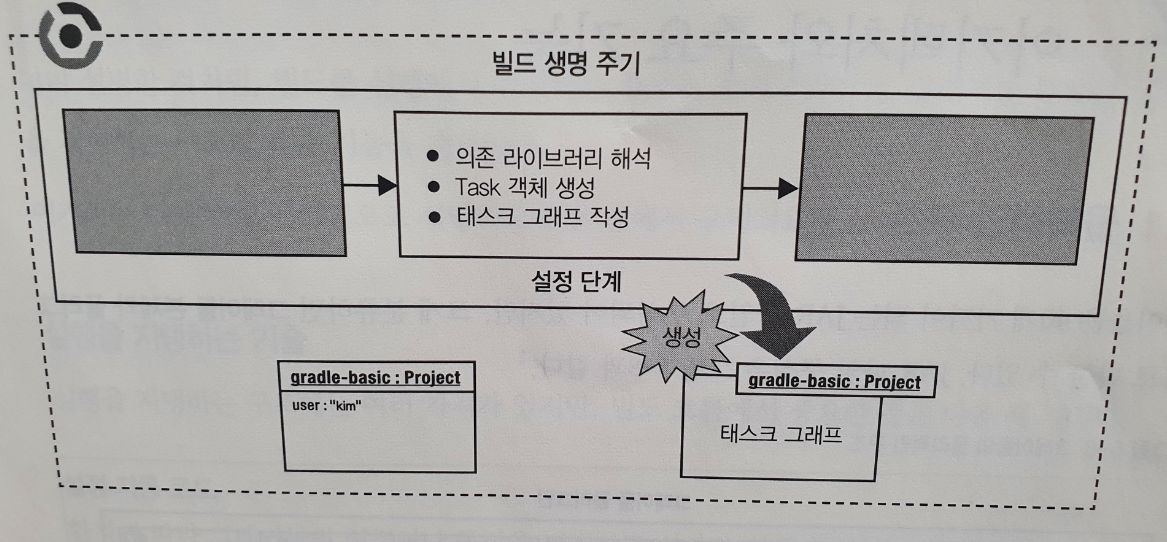 빌드 생명 주기
● 의존 라이브러리 해석
● Task 객체 생성
● 태스크 그래프 작성
설정 단계
생성
gradle-basic : Project
user : "kim"
gradle-basic : Project
태스크 그래프